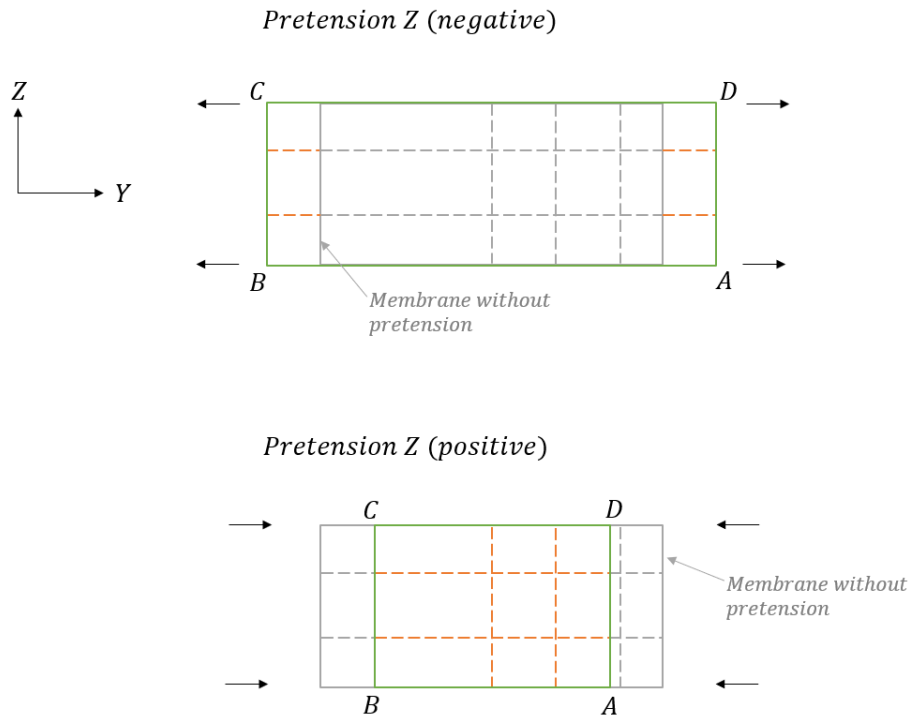 Pretension Z (negative)
Z
C
D
Y
B
A
Membrane without
pretension
Pretension Z (positive)
C
D
Membrane without
pretension
B
A